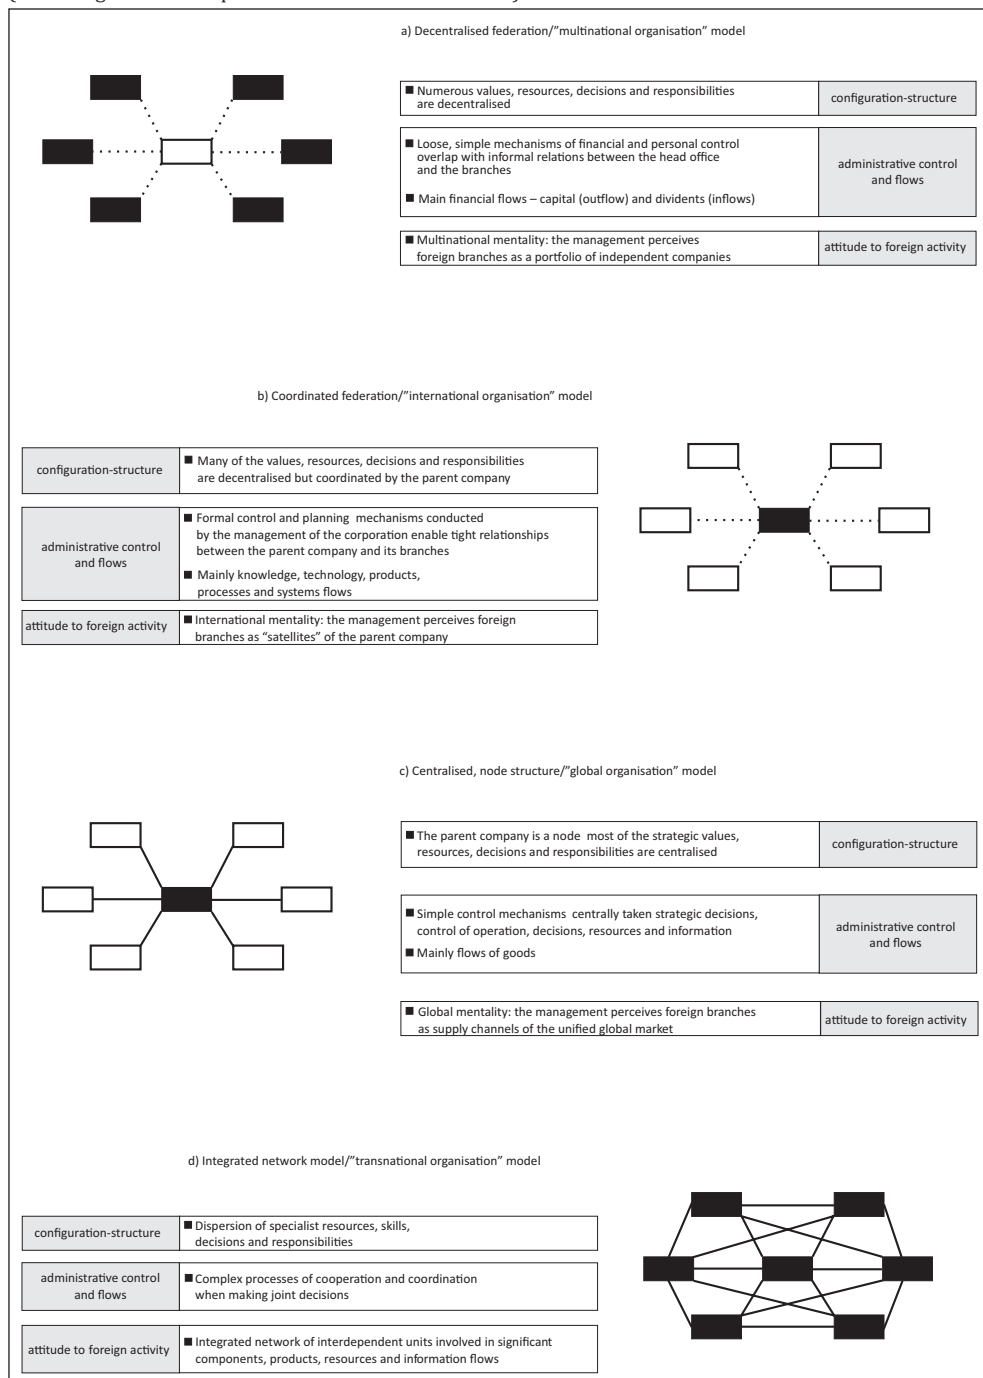 a) Decentralised federation/"multinational organisation" model
■ Numerous values, resources, decisions and responsibilities
are decentralised
configuration-structure
■ Loose, simple mechanisms of financial and personal control
overlap with informal relations between the head office
and the branches
■ Main financial flows – capital (outflow) and dividents (inflows)
administrative control
and flows
■ Multinational mentality: the management perceives
foreign branches as a portfolio of independent companies
attitude to foreign activity
b) Coordinated federation/"international organisation" model
configuration-structure
■ Many of the values, resources, decisions and responsibilities
are decentralised but coordinated by the parent company
administrative control
and flows
■ Formal control and planning mechanisms conducted
by the management of the corporation enable tight relationships
between the parent company and its branches
■ Mainly knowledge, technology, products,
processes and systems flows
attitude to foreign activity
■ International mentality: the management perceives foreign
branches as "satellites" of the parent company
c) Centralised, node structure/"global organisation" model
■ The parent company is a node most of the strategic values,
resources, decisions and responsibilities are centralised
configuration-structure
■ Simple control mechanisms centrally taken strategic decisions,
control of operation, decisions, resources and information
■ Mainly flows of goods
administrative control
and flows
■ Global mentality: the management perceives foreign branches
as supply channels of the unified global market
attitude to foreign activity
d) Integrated network model/"transnational organisation" model
configuration-structure
■ Dispersion of specialist resources, skills,
decisions and responsibilities
administrative control
and flows
■ Complex processes of cooperation and coordination
when making joint decisions
attitude to foreign activity
■ Integrated network of interdependent units involved in significant
components, products, resources and information flows